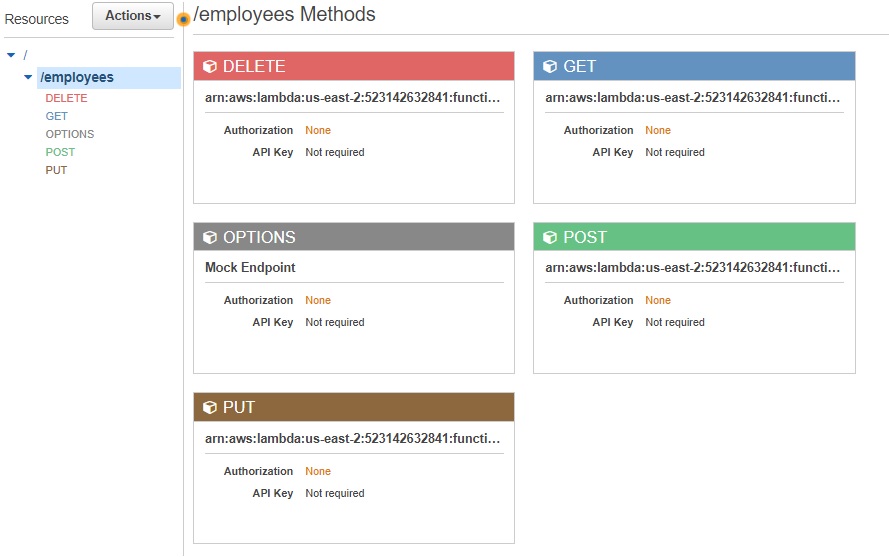 Resources
Actions
/employees Methods
/
/employees
DELETE
GET
OPTIONS
POST
PUT
DELETE
arn:aws:lambda:us-east-2:523142632841:functi...
Authorization None
API Key Not required
GET
arn:aws:lambda:us-east-2:523142632841:functi...
Authorization None
API Key Not required
OPTIONS
Mock Endpoint
Authorization None
API Key Not required
POST
arn:aws:lambda:us-east-2:523142632841:functi...
Authorization None
API Key Not required
PUT
arn:aws:lambda:us-east-2:523142632841:functi...
Authorization None
API Key Not required